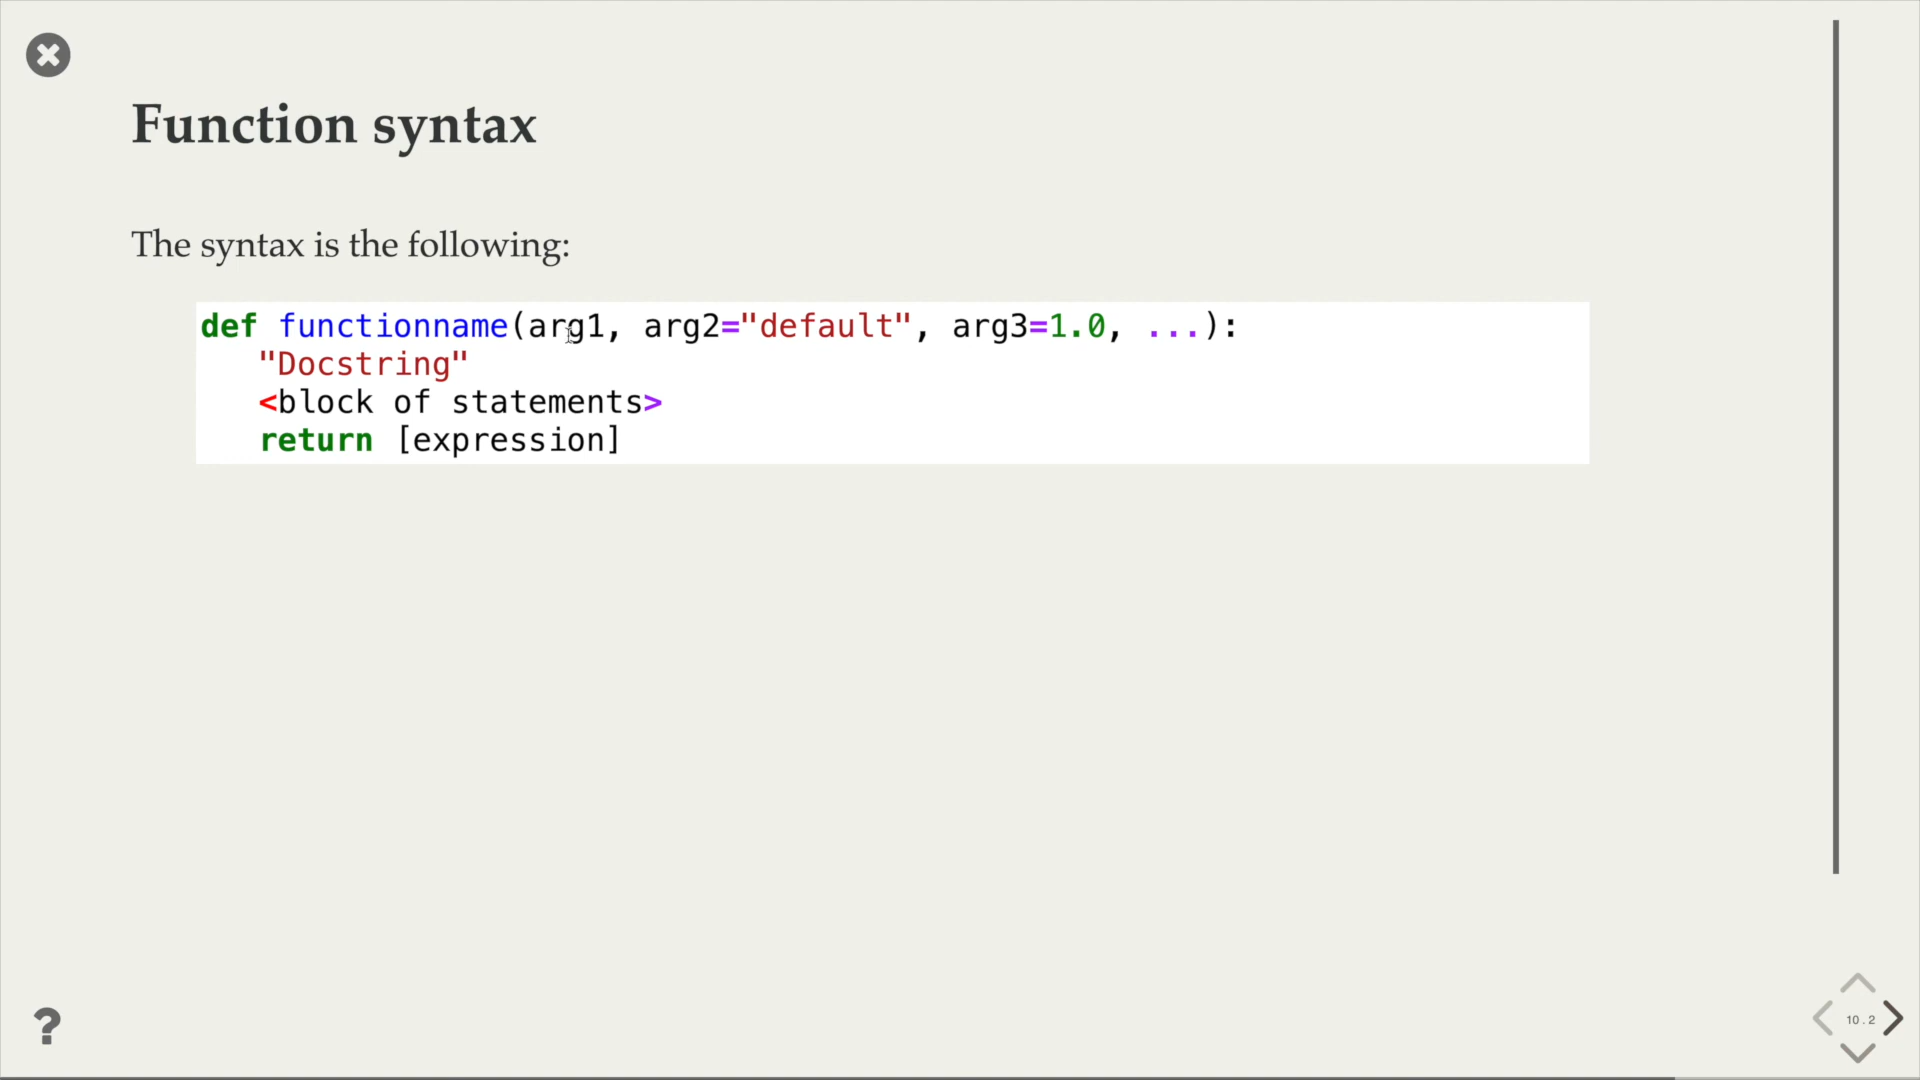 Function syntax
The syntax is the following:
def functionname(arg1, arg2="default", arg3=1.0, ...):
"Docstring"
<block of statements>
return [expression]
?
10.2